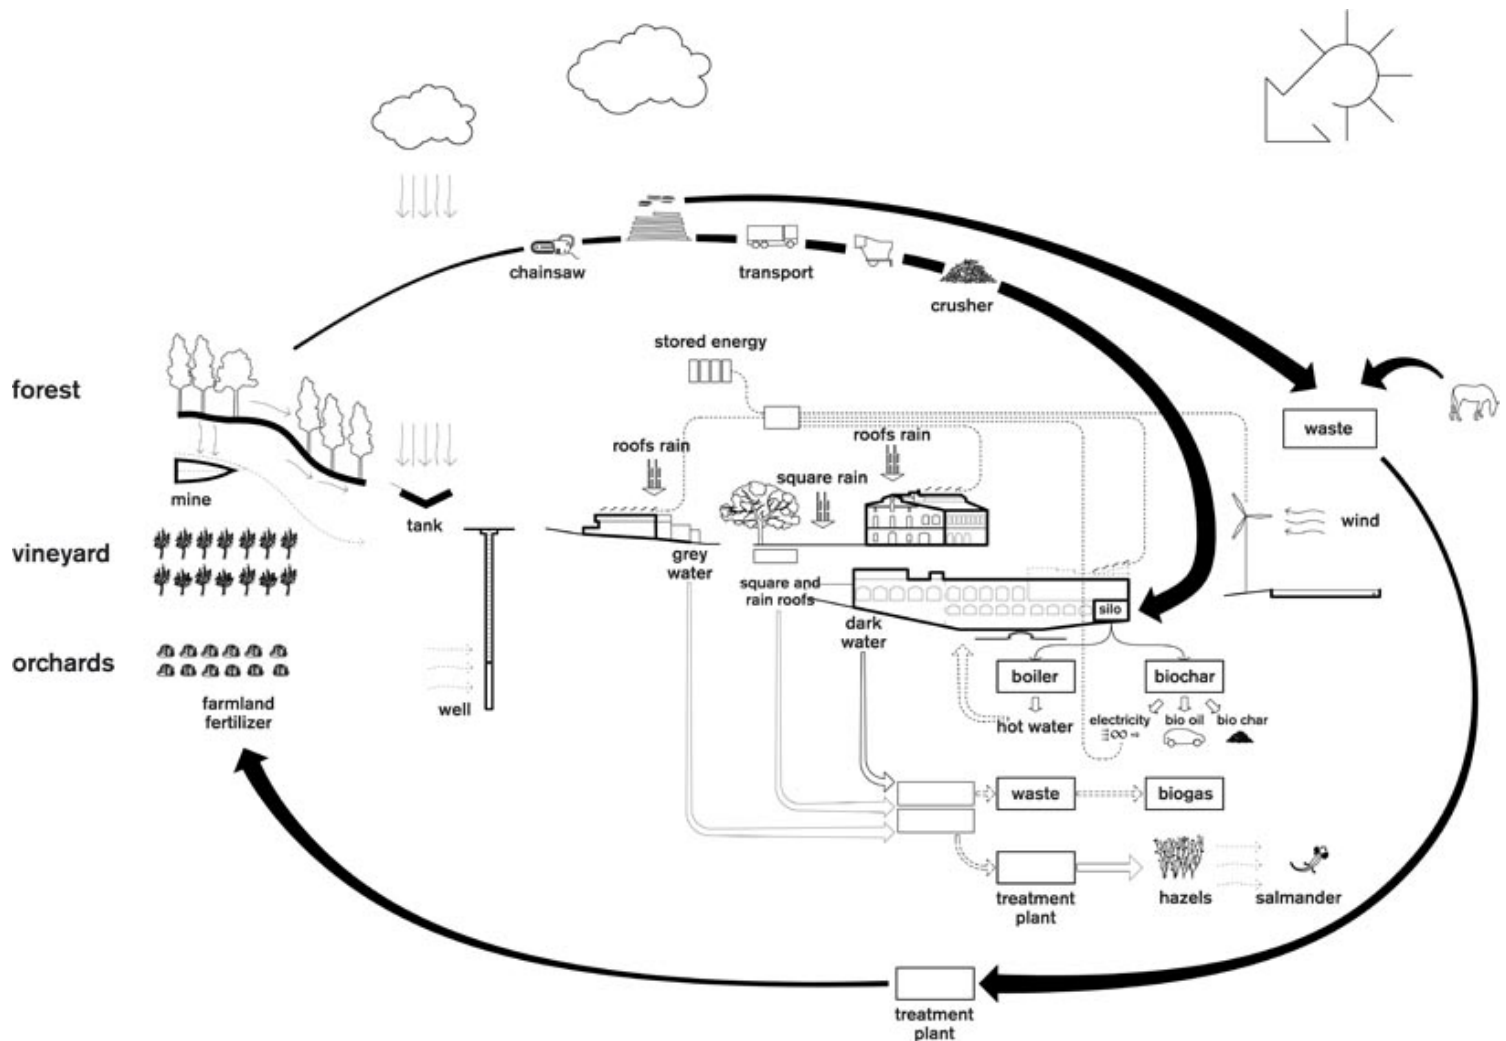 chainsaw
transport
crusher
stored energy
forest
roofs rain
roofs rain
waste
square rain
mine
tank
wind
vineyard
grey
water
square and
rain roofs
silo
dark
water
orchards
boiler
biochar
farmland
fertilizer
well
hot water
electricity
bio oil
bio char
waste
biogas
treatment
plant
hazels
salmander
treatment
plant